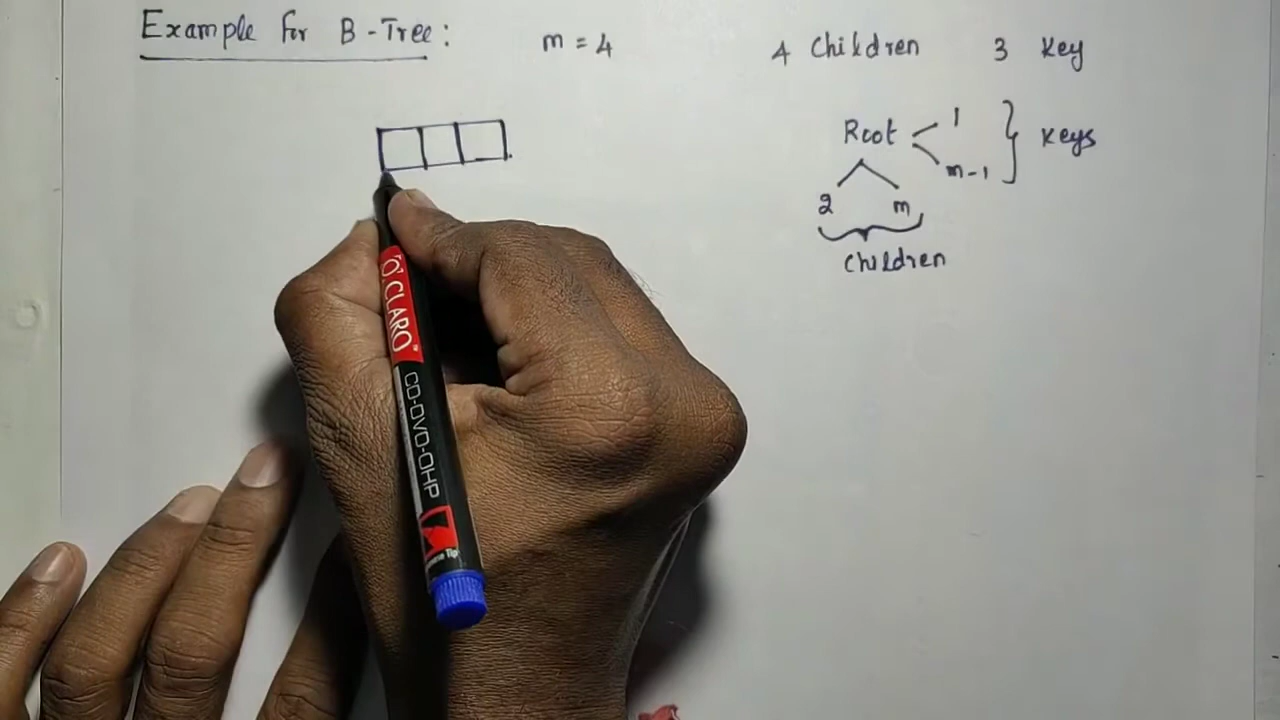 Example for B-Tree: m = 4 4 Children 3 Key
Root 1 Keys
m-1
2 m
Children
"O". CLARO
CD-DVD-OHP